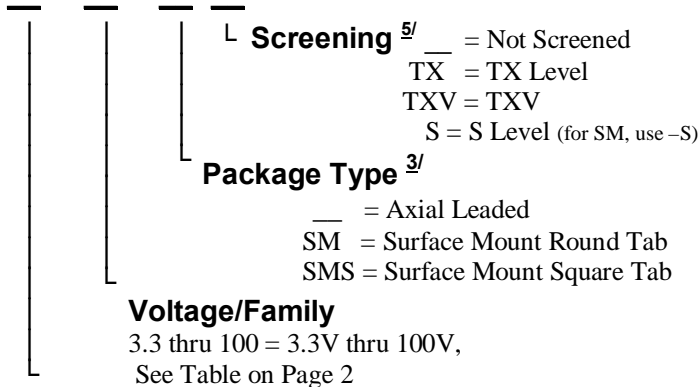 Screening 5/ __ = Not Screened
TX = TX Level
TXV = TXV
S = S Level (for SM, use –S)
Package Type 3/
__ = Axial Leaded
SM = Surface Mount Round Tab
SMS = Surface Mount Square Tab
Voltage/Family
3.3 thru 100 = 3.3V thru 100V,
See Table on Page 2